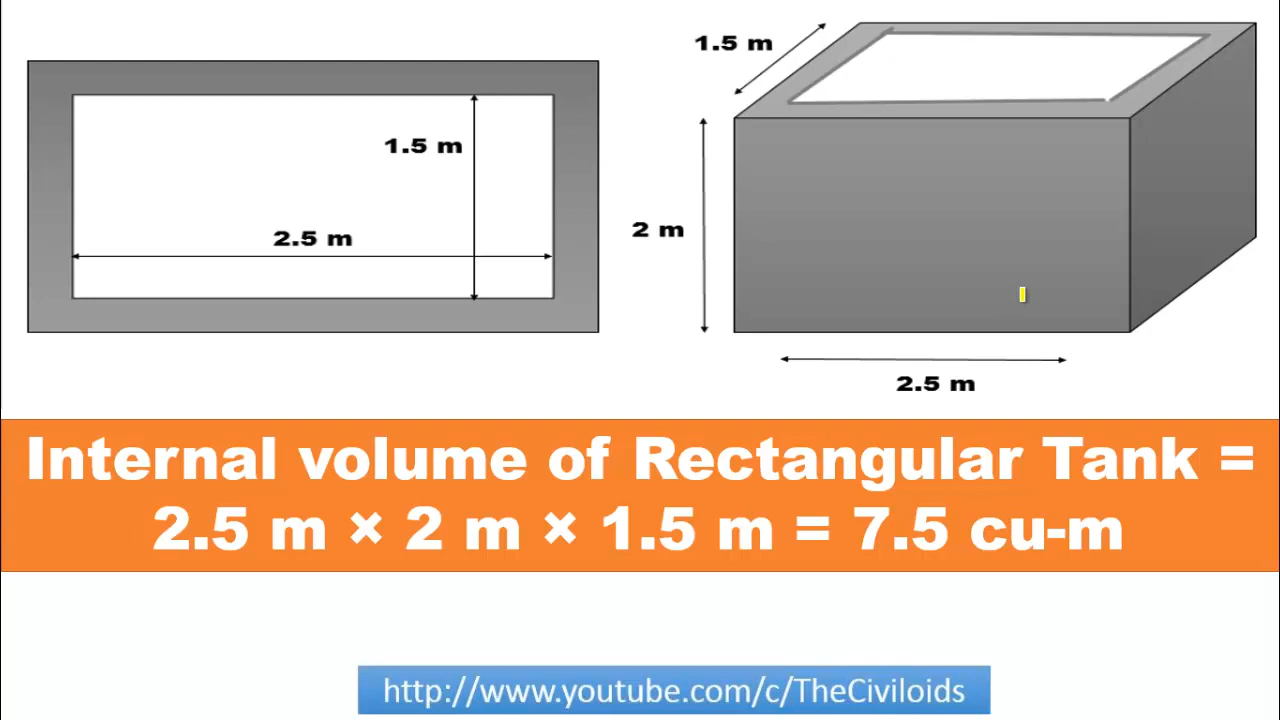 1.5 m
2.5 m
1.5 m
2 m
2.5 m
Internal volume of Rectangular Tank =
2.5 m × 2 m × 1.5 m = 7.5 cu-m
http://www.youtube.com/c/TheCiviloids